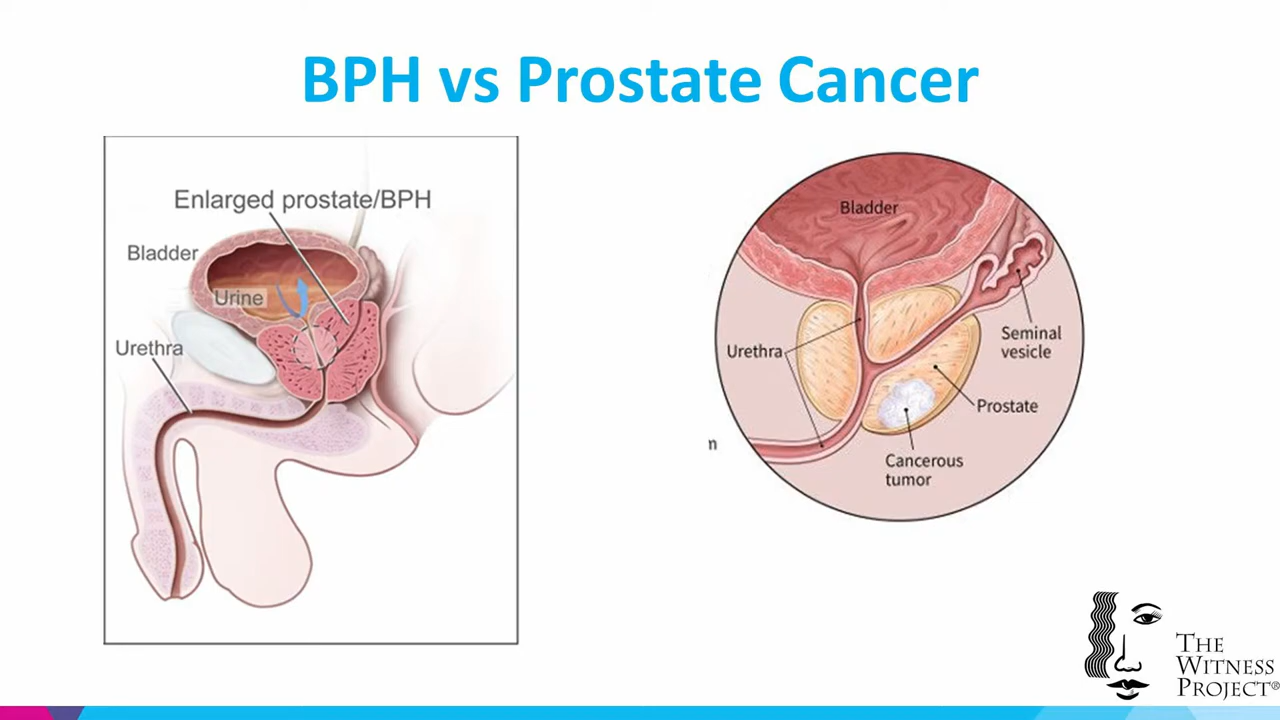 BPH vs Prostate Cancer
Enlarged prostate/BPH
Bladder
Urine
Urethra
Bladder
Urethra
Seminal
vesicle
Prostate
m
Cancerous
tumor
THE
WITNESS
PROJECT®